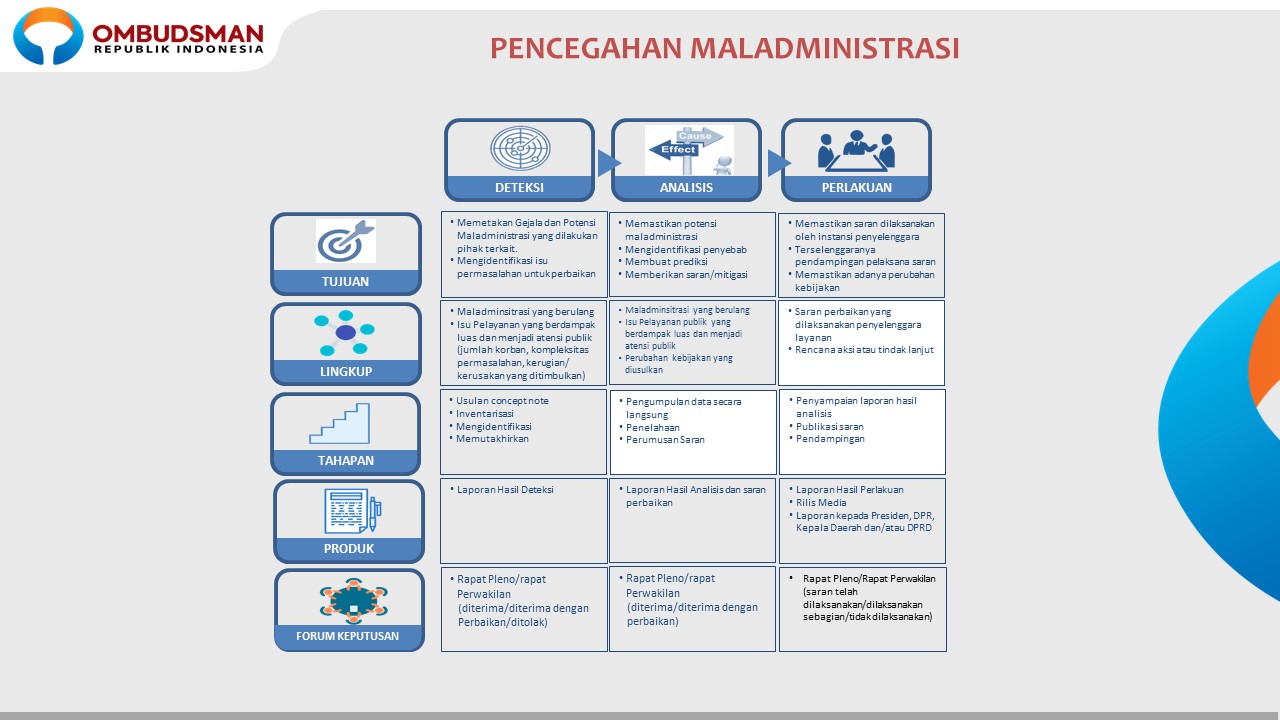 OMBUDSMAN
REPUBLIK INDONESIA
PENCEGAHAN MALADMINISTRASI
Cause
Effect
DETEKSI
ANALISIS
PERLAKUAN
TUJUAN
• Memetakan Gejala dan Potensi
Maladministrasi yang dilakukan
pihak terkait.
• Mengidentifikasi isu
permasalahan untuk perbaikan
• Memastikan potensi
maladministrasi
• Mengidentifikasi penyebab
• Membuat prediksi
• Memberikan saran/mitigasi
• Memastikan saran dilaksanakan
oleh instansi penyelenggara
• Terselenggaranya
pendampingan pelaksana saran
• Memastikan adanya perubahan
kebijakan
LINGKUP
• Maladminsitrasi yang berulang
• Isu Pelayanan yang berdampak
luas dan menjadi atensi publik
(jumlah korban, kompleksitas
permasalahan, kerugian/
kerusakan yang ditimbulkan)
• Maladminsitrasi yang berulang
• Isu Pelayanan publik yang
berdampak luas dan menjadi
atensi publik
• Perubahan kebijakan yang
diusulkan
• Saran perbaikan yang
dilaksanakan penyelenggara
layanan
• Rencana aksi atau tindak lanjut
TAHAPAN
• Usulan concept note
• Inventarisasi
• Mengidentifikasi
• Memutakhirkan
• Pengumpulan data secara
langsung
• Penelahaan
• Perumusan Saran
• Penyampaian laporan hasil
analisis
• Publikasi saran
• Pendampingan
PRODUK
• Laporan Hasil Deteksi
• Laporan Hasil Analisis dan saran
perbaikan
• Laporan Hasil Perlakuan
• Rilis Media
• Laporan kepada Presiden, DPR,
Kepala Daerah dan/atau DPRD
FORUM KEPUTUSAN
• Rapat Pleno/rapat
Perwakilan
(diterima/diterima dengan
Perbaikan/ditolak)
• Rapat Pleno/rapat
Perwakilan
(diterima/diterima dengan
perbaikan)
• Rapat Pleno/Rapat Perwakilan
(saran telah
dilaksanakan/dilaksanakan
sebagian/tidak dilaksanakan)